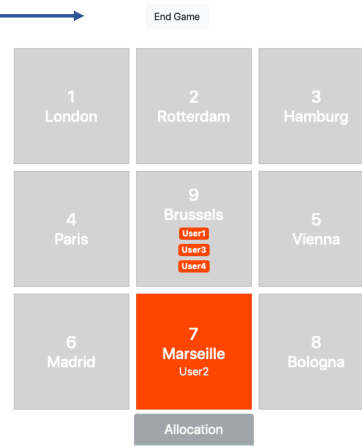 End Game
1
London
2
Rotterdam
3
Hamburg
4
Paris
9
Brussels
User1
User3
User4
5
Vienna
6
Madrid
7
Marseille
User2
8
Bologna
Allocation